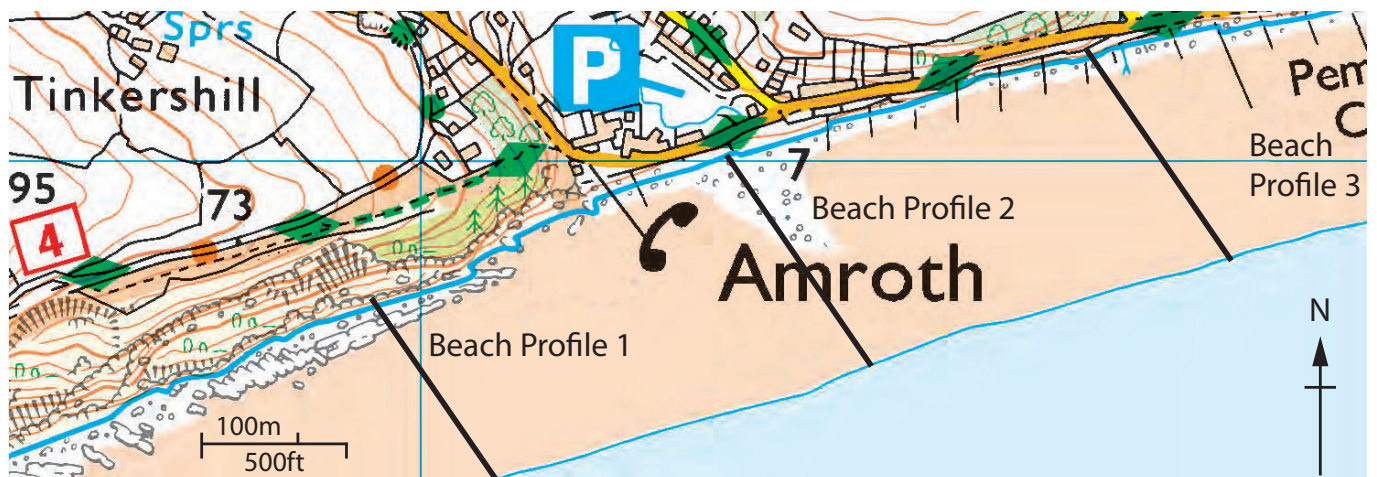 Sprs
Tinkershill
P
Pem
C
95
73
4
7
Beach
Profile 3
Beach Profile 2
Amroth
Beach Profile 1
N
100m
500ft